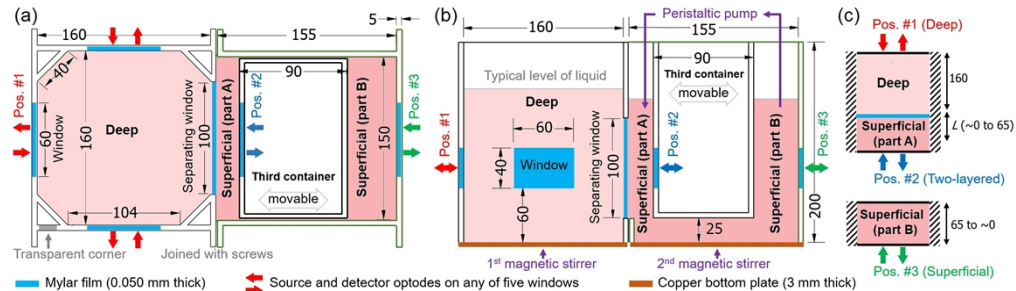 (a)
160
155
5
40
Pos. #1
60
Window
Deep
160
104
Separating window
100
Superficial (part A)
90
Pos. #2
Third container
movable
Superficial (part B)
150
Pos. #3
Transparent corner
Joined with screws
(b)
Peristaltic pump
160
155
Typical level of liquid
Deep
60
Window
40
60
Pos. #1
Separating window
100
Superficial (part A)
90
Third container
movable
Pos. #2
Superficial (part B)
25
200
Pos. #3
1st magnetic stirrer
2nd magnetic stirrer
(c)
Pos. #1 (Deep)
Deep
160
Superficial
(part A)
L (~0 to 65)
Pos. #2 (Two-layered)
Superficial
(part B)
65 to ~0
Pos. #3 (Superficial)
Mylar film (0.050 mm thick)
Source and detector optodes on any of five windows
Copper bottom plate (3 mm thick)